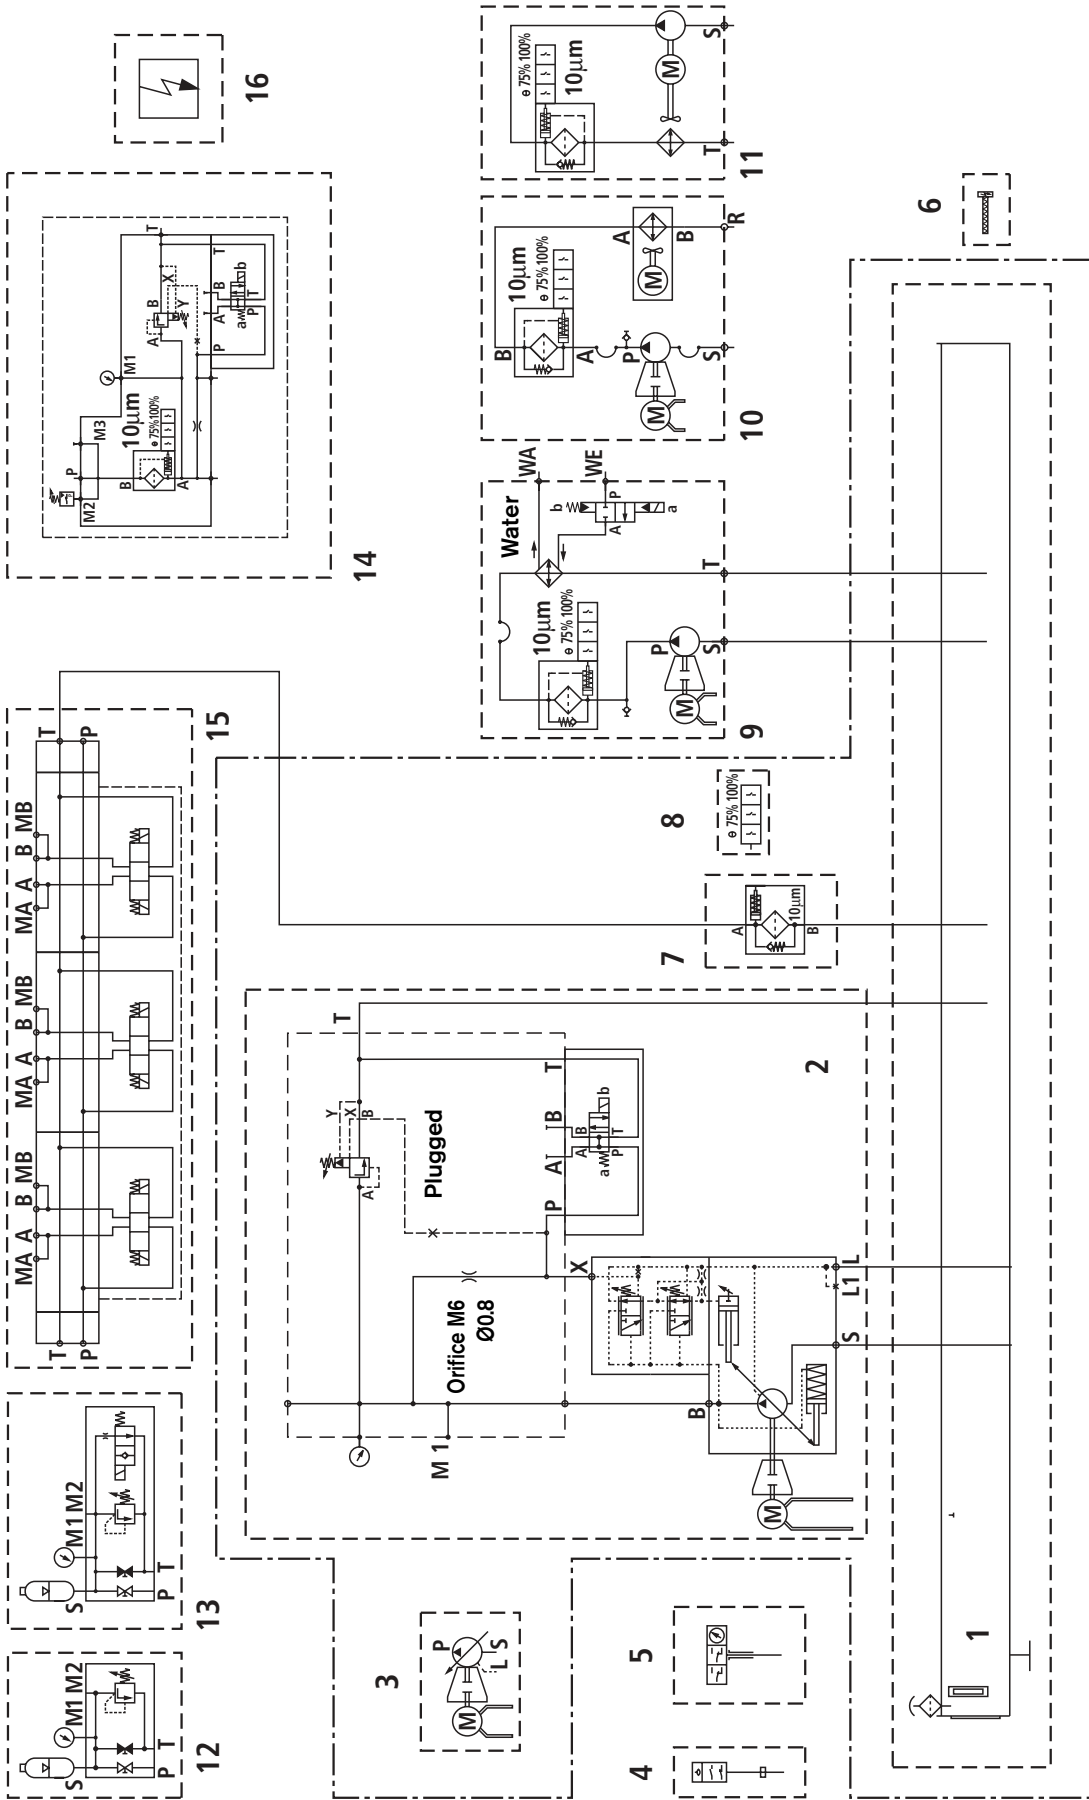 12
S
M1 M2
P
T
13
S
M1 M2
P
T
15
T
P
MA A
B MB
MA A
B MB
MA A
B MB
T
P
14
M2
P
M3
B
10µm
θ 75%100%
A
M1
A
B
X
Y
T
P
A
B
T
a
A
B
b
P
T
16
3
M
P
L
S
2
M 1
Orifice M6
Ø0.8
Plugged
A
Y
X
B
T
P
A
B
T
a
A
B
b
P
T
X
B
M
S
L1
L
9
M
P
S
T
10µm
θ 75% 100%
Water
WA
WE
b
A
P
a
10
M
P
S
A
B
10µm
θ 75% 100%
M
A
B
R
11
T
S
M
10µm
θ 75% 100%
4
5
7
A
B
10µm
8
θ 75% 100%
6
1